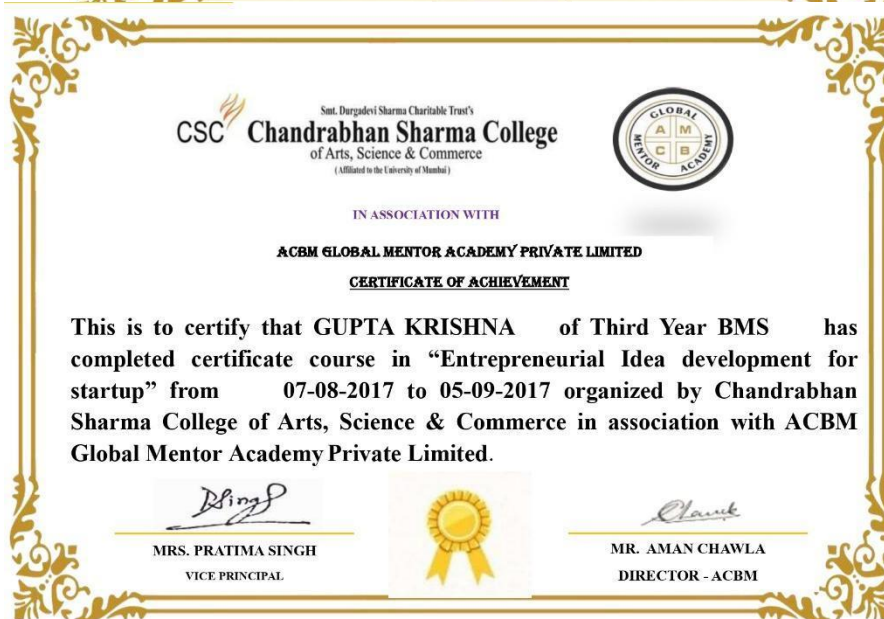 Smt. Durgadevi Sharma Charitable Trust's
CSC Chandrabhan Sharma College
of Arts, Science & Commerce
( Affiliated to the University of Mumbai )
GLOBAL
A M
C B
MENTOR ACADEMY
IN ASSOCIATION WITH
ACBM GLOBAL MENTOR ACADEMY PRIVATE LIMITED
CERTIFICATE OF ACHIEVEMENT
This is to certify that GUPTA KRISHNA of Third Year BMS has
completed certificate course in “Entrepreneurial Idea development for
startup” from 07-08-2017 to 05-09-2017 organized by Chandrabhan
Sharma College of Arts, Science & Commerce in association with ACBM
Global Mentor Academy Private Limited.
MRS. PRATIMA SINGH
VICE PRINCIPAL
MR. AMAN CHAWLA
DIRECTOR - ACBM